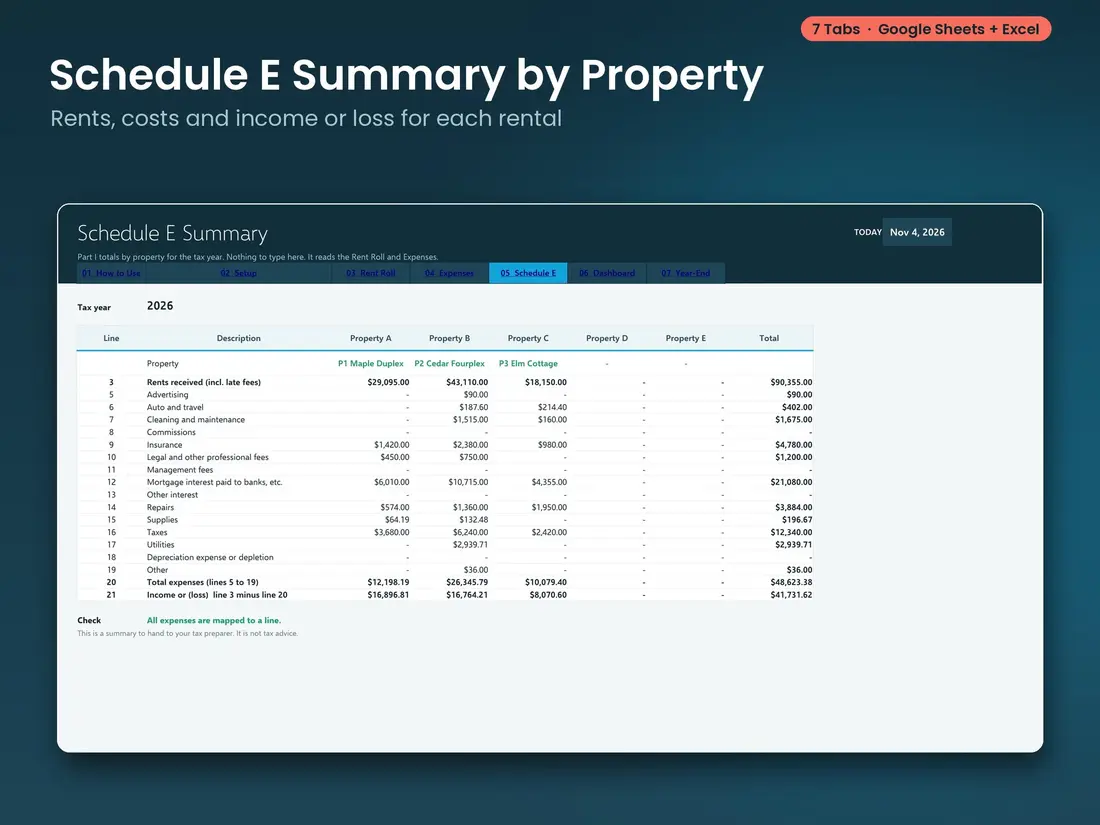 7 Tabs · Google Sheets + Excel
Schedule E Summary by Property
Rents, costs and income or loss for each rental
Schedule E Summary
TODAY Nov 4, 2026
Part I totals by property for the tax year. Nothing to type here. It reads the Rent Roll and Expenses.
01 How to Use 02 Setup 03 Rent Roll 04 Expenses 05 Schedule E 06 Dashboard 07 Year-End
Tax year 2026
Line Description Property A Property B Property C Property D Property E Total
Property P1 Maple Duplex P2 Cedar Fourplex P3 Elm Cottage - -
3 Rents received (incl. late fees) $29,095.00 $43,110.00 $18,150.00 - - $90,355.00
5 Advertising - $90.00 - - - $90.00
6 Auto and travel - $187.60 $214.40 - - $402.00
7 Cleaning and maintenance - $1,515.00 $160.00 - - $1,675.00
8 Commissions - - - - - -
9 Insurance $1,420.00 $2,380.00 $980.00 - - $4,780.00
10 Legal and other professional fees $450.00 $750.00 - - - $1,200.00
11 Management fees - - - - - -
12 Mortgage interest paid to banks, etc. $6,010.00 $10,715.00 $4,355.00 - - $21,080.00
13 Other interest - - - - - -
14 Repairs $574.00 $1,360.00 $1,950.00 - - $3,884.00
15 Supplies $64.19 $132.48 - - - $196.67
16 Taxes $3,680.00 $6,240.00 $2,420.00 - - $12,340.00
17 Utilities - $2,939.71 - - - $2,939.71
18 Depreciation expense or depletion - - - - - -
19 Other - $36.00 - - - $36.00
20 Total expenses (lines 5 to 19) $12,198.19 $26,345.79 $10,079.40 - - $48,623.38
21 Income or (loss) line 3 minus line 20 $16,896.81 $16,764.21 $8,070.60 - - $41,731.62
Check All expenses are mapped to a line.
This is a summary to hand to your tax preparer. It is not tax advice.